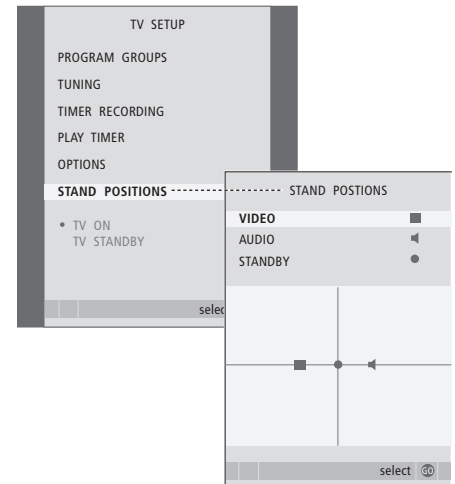 TV SETUP
PROGRAM GROUPS
TUNING
TIMER RECORDING
PLAY TIMER
OPTIONS
STAND POSITIONS
• TV ON
TV STANDBY
selec
STAND POSTIONS
VIDEO
AUDIO
STANDBY
select GO